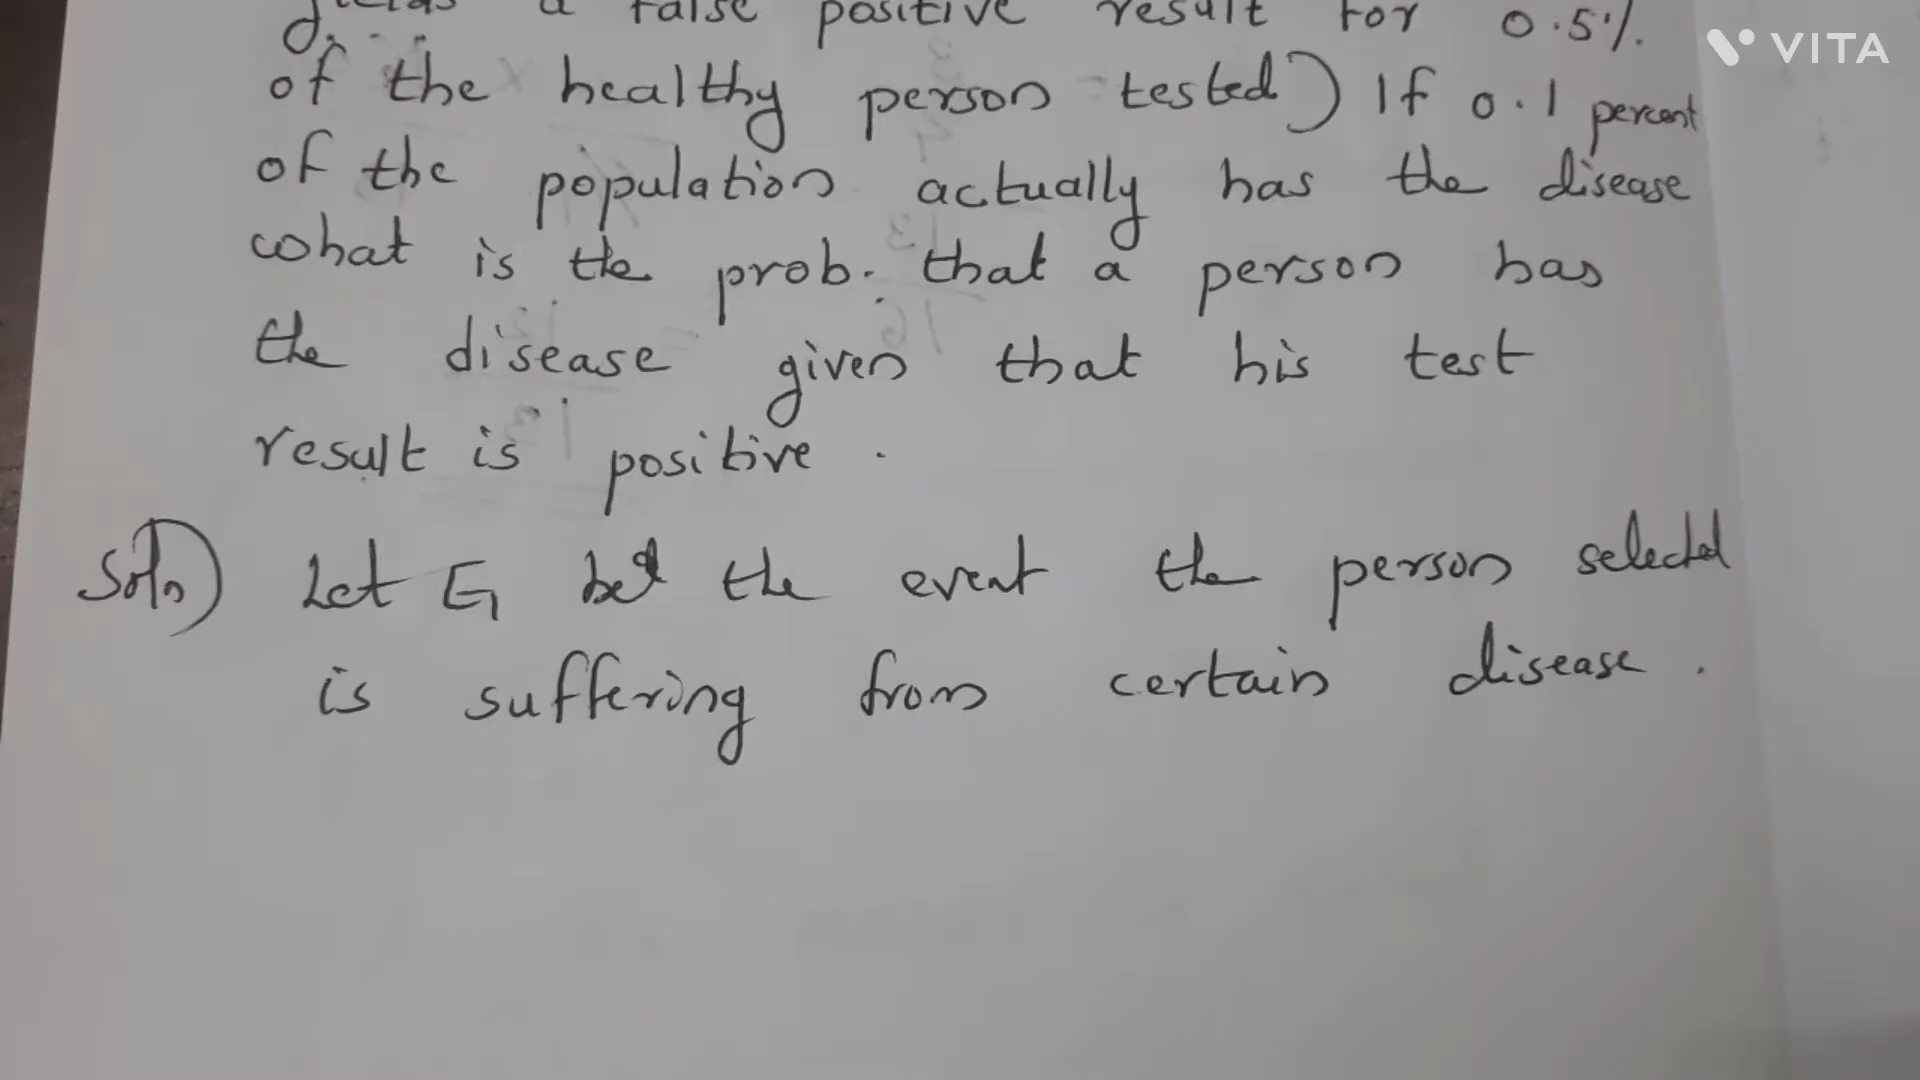 a false positive result for 0.5%
VITA
of the healthy person tested) If 0.1 percent
of the population actually has the disease
what is the prob. that a person has
the disease given that his test
result is positive.
Soln) Let E1 be the event the person selected
is suffering from certain disease.